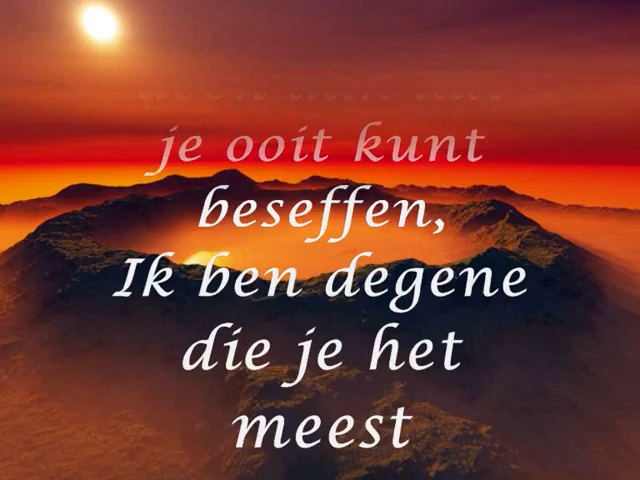 je ooit kunt
beseffen,
Ik ben degene
die je het
meest